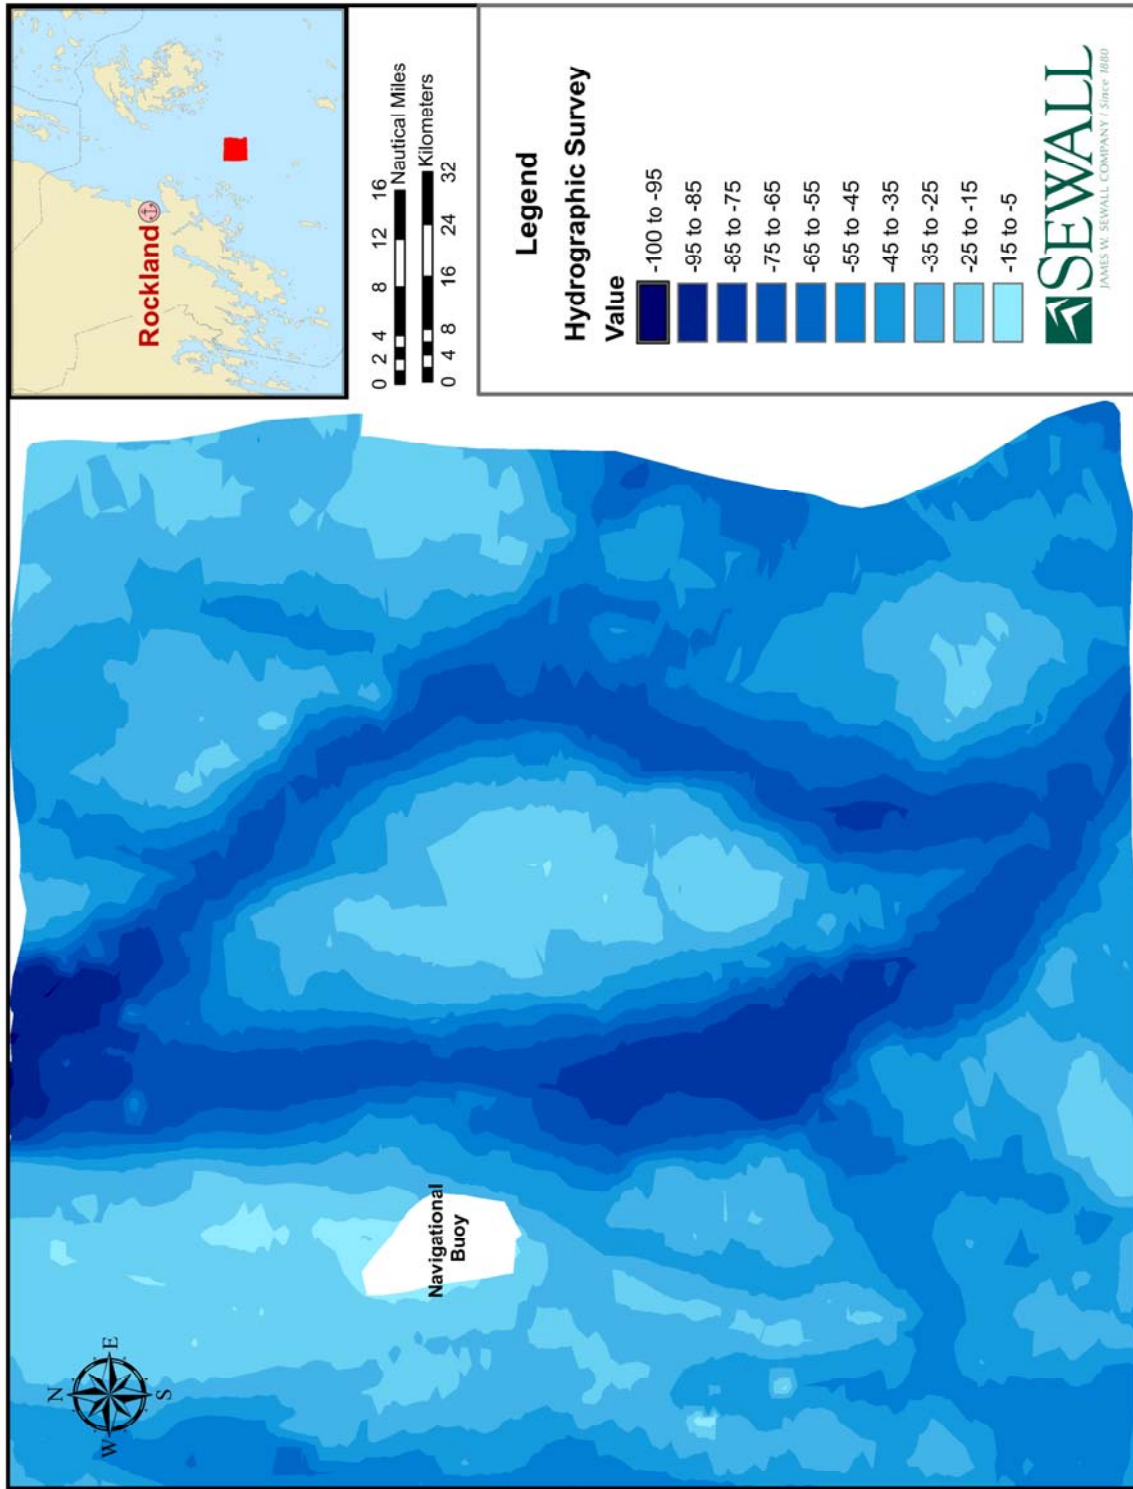 Rockland
0 2 4 8 12 16
Nautical Miles
Kilometers
0 4 8 16 24 32
Legend
Hydrographic Survey
Value
-100 to -95
-95 to -85
-85 to -75
-75 to -65
-65 to -55
-55 to -45
-45 to -35
-35 to -25
-25 to -15
-15 to -5
SEWALL
JAMES W. SEWALL COMPANY / Since 1880
Navigational
Buoy
N
W E
S